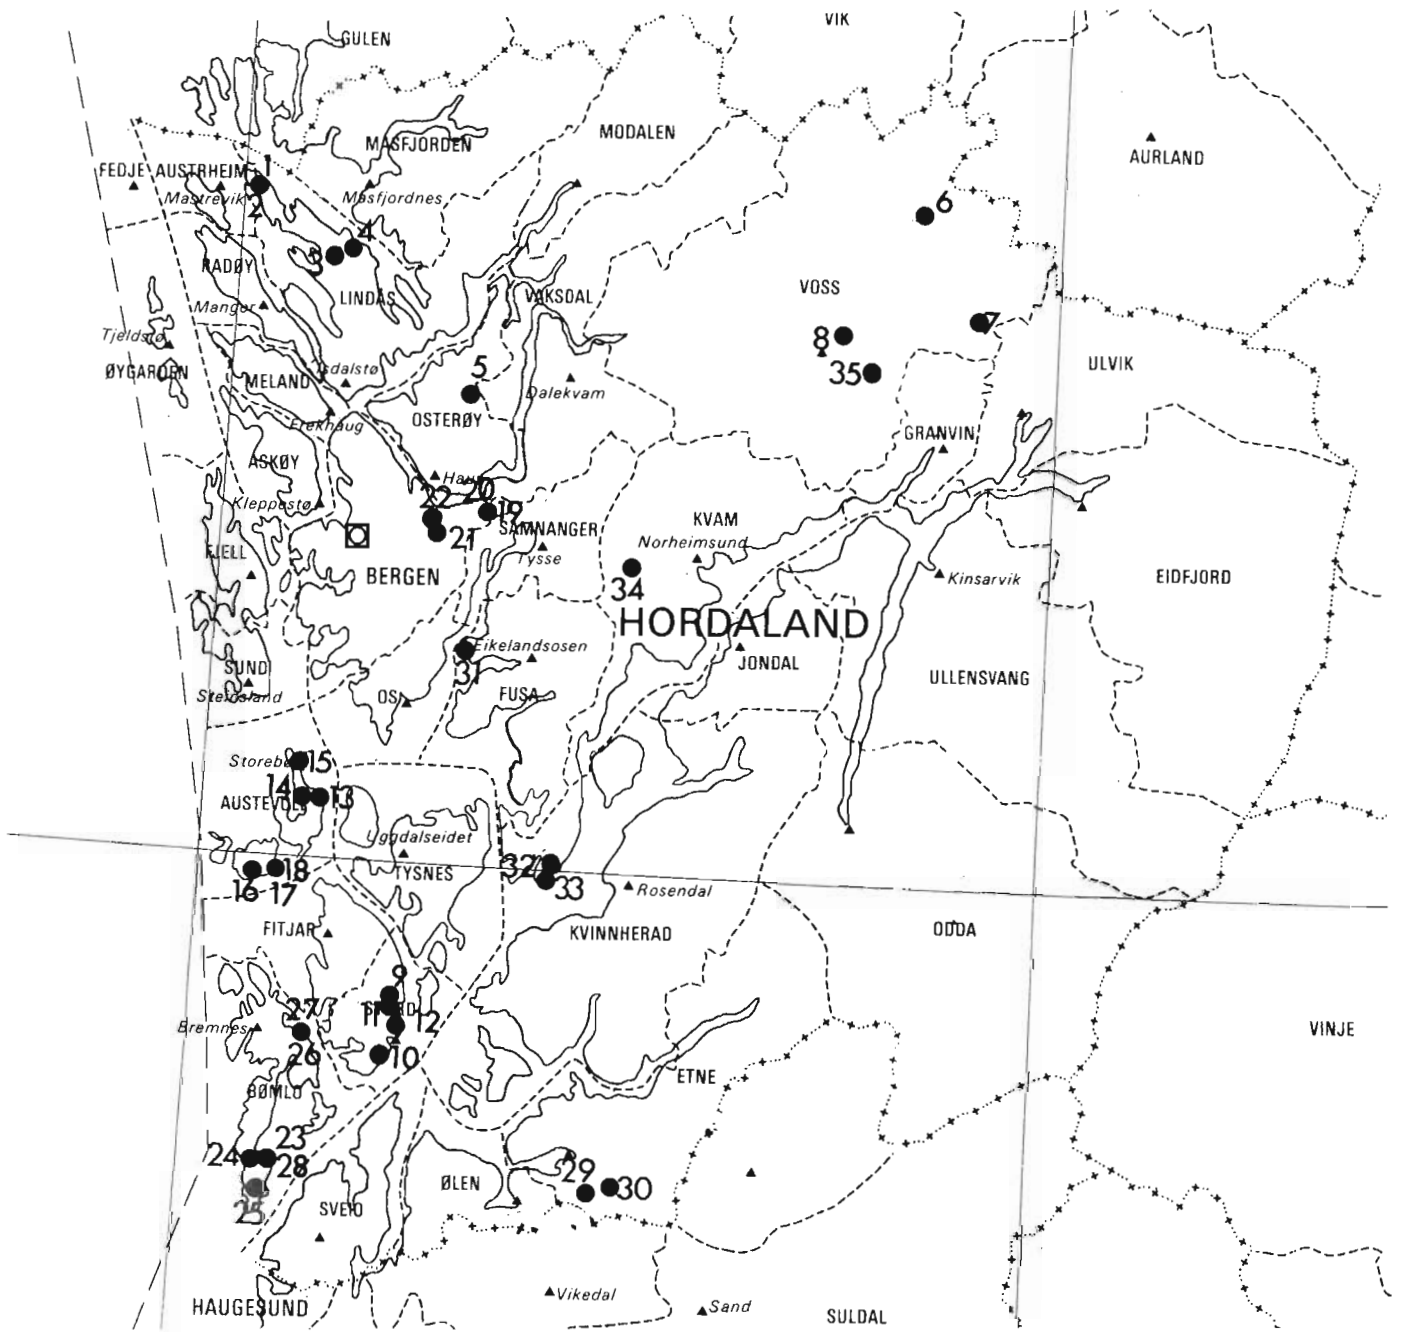 VIK
GULEN
MASFJORDEN
MODALEN
AURLAND
FEDJE
AUSTRHEIM
1
Mastrevik
2
Masfjordnes
6
4
3
RADØY
LINDÅS
VAKSDAL
VOSS
Manger
7
8
Tjeldstø
35
ULVIK
ØYGARDEN
MELAND
Isdalstø
5
Dalekvam
OSTERØY
Frekhaug
GRANVIN
ASKØY
Haus
20
22
19
Kleppestø
21
SAMNANGER
KVAM
Norheimsund
FJELL
Tysse
BERGEN
34
Kinsarvik
EIDFJORD
HORDALAND
Eikelandsosen
31
SUND
JONDAL
ULLENSVANG
Steinsland
OS
FUSA
Storebø
15
14
13
AUSTEVOLL
Uggdalseidet
TYSNES
32
18
16
17
33
Rosendal
FITJAR
KVINNHERAD
ODDA
9
27
11
STORD
12
Bremnes
26
10
VINJE
ETNE
BØMLO
23
24
28
29
30
ØLEN
25
SVEIO
HAUGESUND
Vikedal
Sand
SULDAL